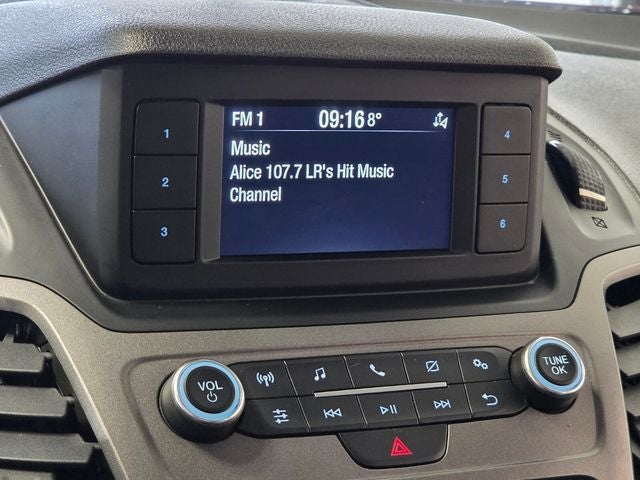 FM 1 09:16 8°
Music
Alice 107.7 LR's Hit Music
Channel
1
2
3
4
5
6
VOL
TUNE
OK